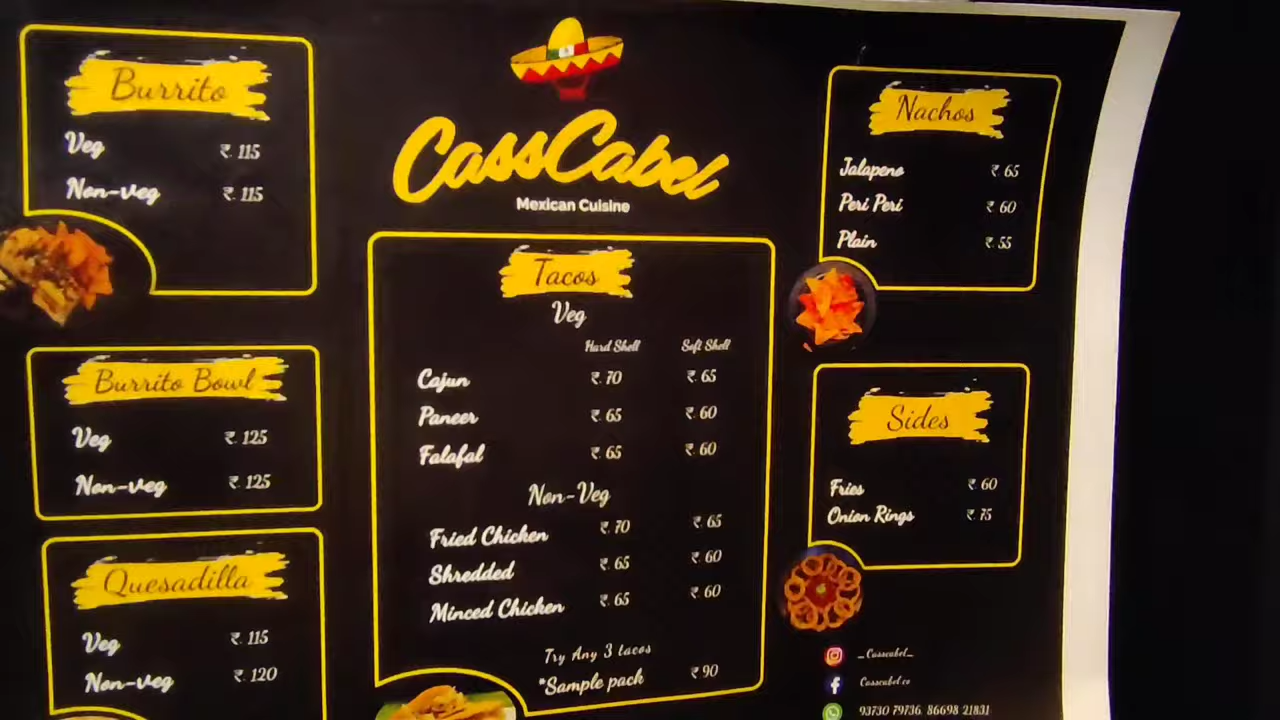 Burrito
Veg ₹. 115
Non-veg ₹. 115
Burrito Bowl
Veg ₹. 125
Non-veg ₹. 125
Quesadilla
Veg ₹. 115
Non-veg ₹. 120
CassCabel
Mexican Cuisine
Tacos
Veg
Hard Shell Soft Shell
Cajun ₹. 70 ₹. 65
Paneer ₹. 65 ₹. 60
Falafal ₹. 65 ₹. 60
Non-Veg
Fried Chicken ₹. 70 ₹. 65
Shredded ₹. 65 ₹. 60
Minced Chicken ₹. 65 ₹. 60
Try Any 3 tacos
*Sample pack ₹ 90
Nachos
Jalapeno ₹. 65
Peri Peri ₹. 60
Plain ₹. 55
Sides
Fries ₹. 60
Onion Rings ₹. 75
_Casscabel_
Casscabel.co
93730 79736, 86698 21831